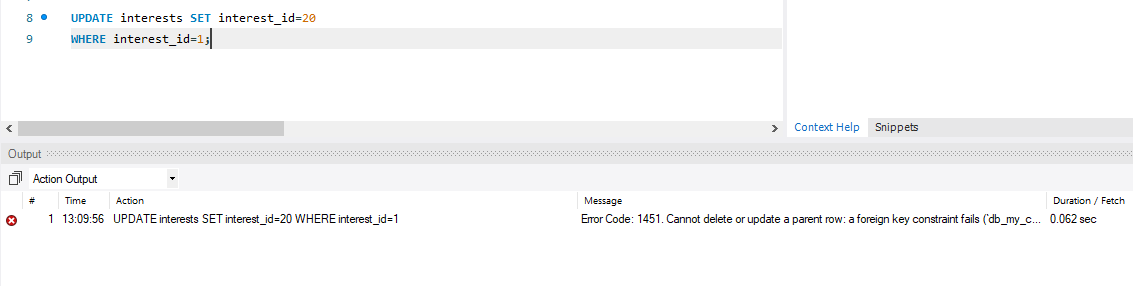 8 UPDATE interests SET interest_id=20
9 WHERE interest_id=1;
Context Help Snippets
Output
Action Output
# Time Action Message Duration / Fetch
1 13:09:56 UPDATE interests SET interest_id=20 WHERE interest_id=1 Error Code: 1451. Cannot delete or update a parent row: a foreign key constraint fails (`db_my_c... 0.062 sec